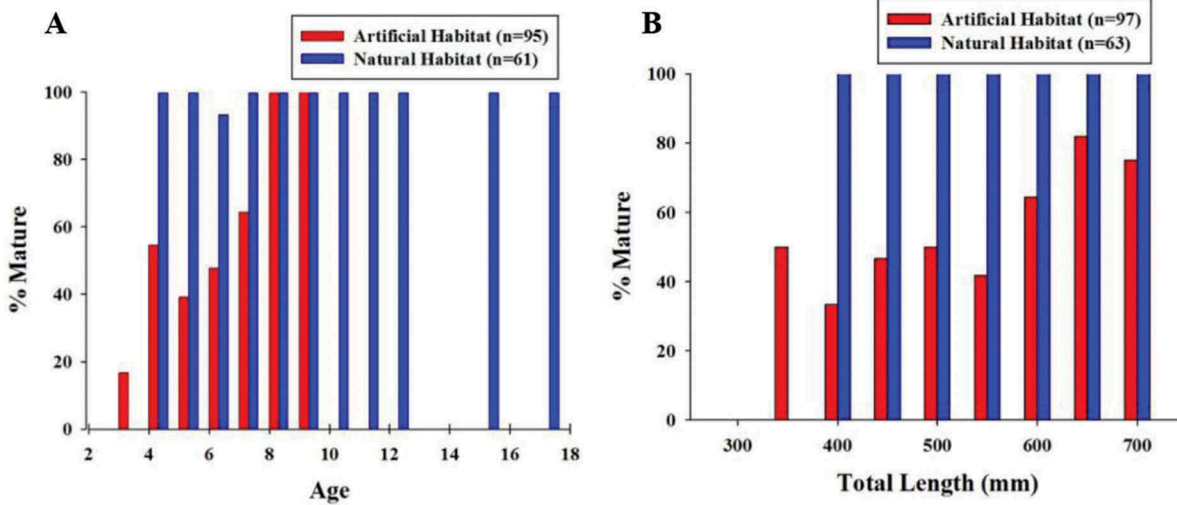 A
Artificial Habitat (n=95)
Natural Habitat (n=61)
100
80
60
40
20
0
% Mature
2 4 6 8 10 12 14 16 18
Age
B
Artificial Habitat (n=97)
Natural Habitat (n=63)
100
80
60
40
20
0
% Mature
300 400 500 600 700
Total Length (mm)